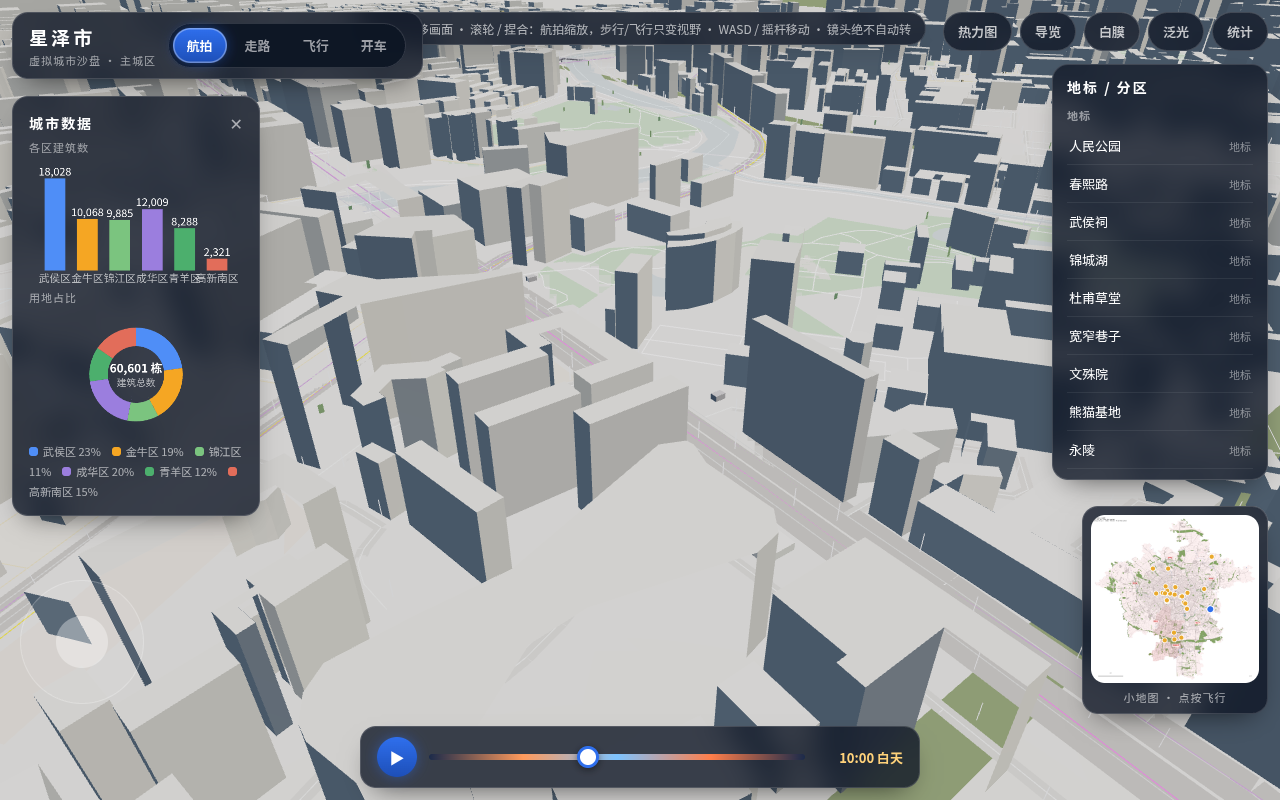 星泽市
虚拟城市沙盘 · 主城区
航拍 走路 飞行 开车
画面 · 滚轮 / 捏合：航拍缩放，步行/飞行只变视野 · WASD / 摇杆移动 · 镜头绝不自动转
热力图 导览 白膜 泛光 统计
城市数据 ✕
各区建筑数
18,028 10,068 9,885 12,009 8,288 2,321
武侯区 金牛区 锦江区 成华区 青羊区 高新南区
用地占比
60,601 栋
建筑总数
武侯区 23% 金牛区 19% 锦江区
11% 成华区 20% 青羊区 12%
高新南区 15%
地标 / 分区
地标
人民公园 地标
春熙路 地标
武侯祠 地标
锦城湖 地标
杜甫草堂 地标
宽窄巷子 地标
文殊院 地标
熊猫基地 地标
永陵 地标
小地图 · 点按飞行
10:00 白天